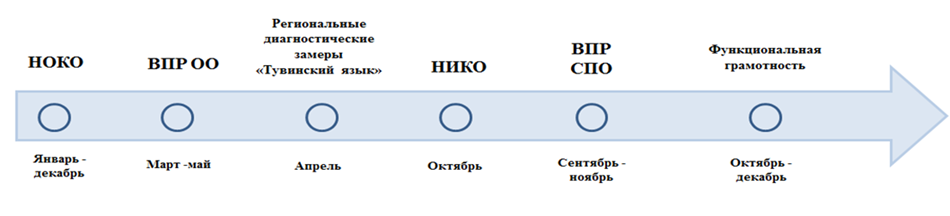 НОКО
ВПР ОО
Региональные
диагностические
замеры
«Тувинский язык»
НИКО
ВПР
СПО
Функциональная
грамотность
Январь -
декабрь
Март -май
Апрель
Октябрь
Сентябрь -
ноябрь
Октябрь -
декабрь